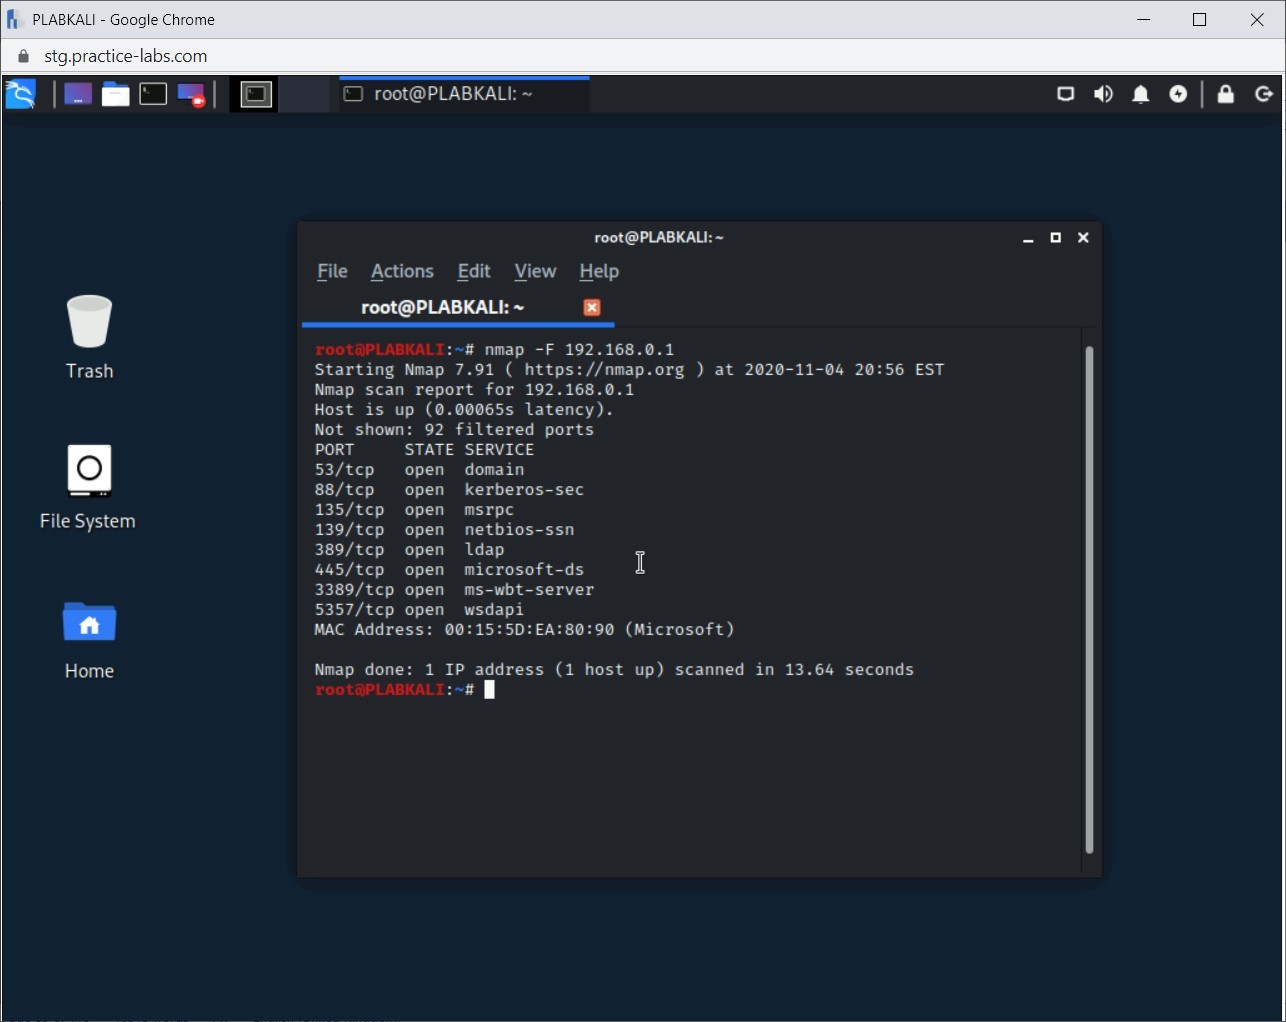 PLABKALI - Google Chrome
stg.practice-labs.com
root@PLABKALI: ~
root@PLABKALI: ~
File Actions Edit View Help
root@PLABKALI: ~
Trash
File System
Home
root@PLABKALI:~# nmap -F 192.168.0.1
Starting Nmap 7.91 ( https://nmap.org ) at 2020-11-04 20:56 EST
Nmap scan report for 192.168.0.1
Host is up (0.00065s latency).
Not shown: 92 filtered ports
PORT     STATE SERVICE
53/tcp   open  domain
88/tcp   open  kerberos-sec
135/tcp  open  msrpc
139/tcp  open  netbios-ssn
389/tcp  open  ldap
445/tcp  open  microsoft-ds
3389/tcp open  ms-wbt-server
5357/tcp open  wsdapi
MAC Address: 00:15:5D:EA:80:90 (Microsoft)
Nmap done: 1 IP address (1 host up) scanned in 13.64 seconds
root@PLABKALI:~#